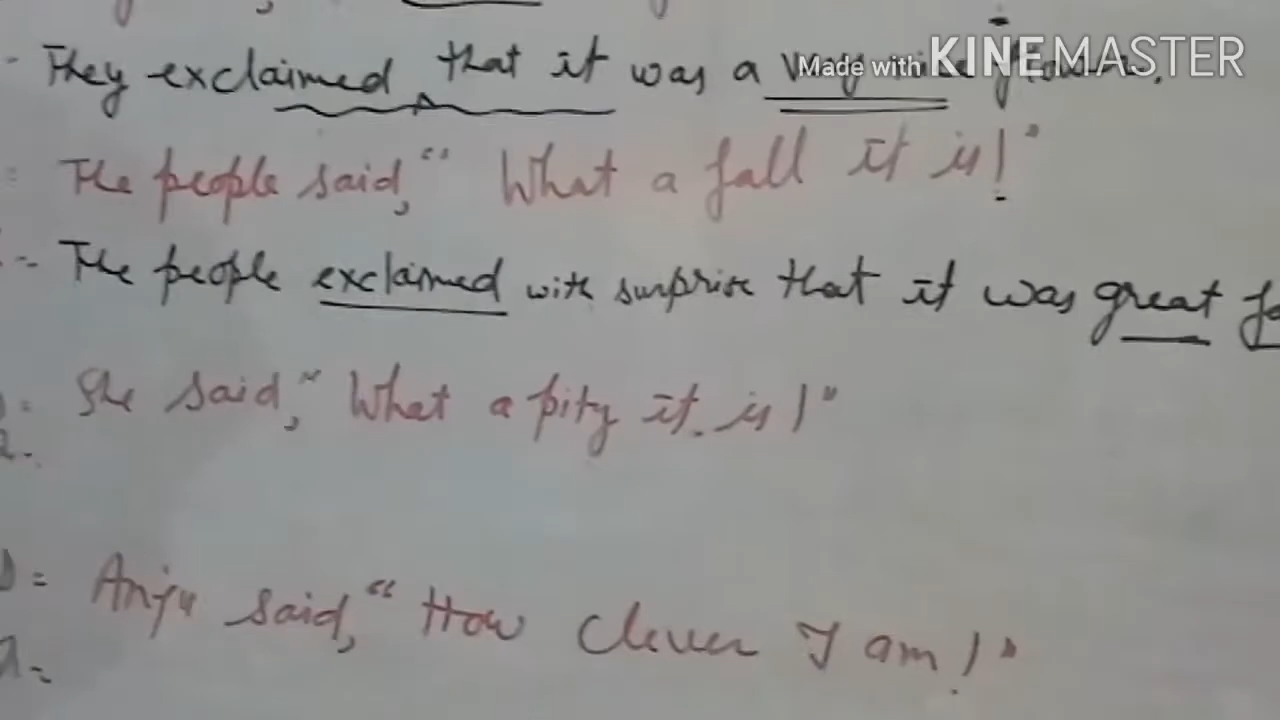 They exclaimed that it was a
Made with KINEMASTER
The people said, "What a fall it is!"
The people exclaimed with surprise that it was great
She said, "What a pity it is!"
Anju said, "How clever I am!"